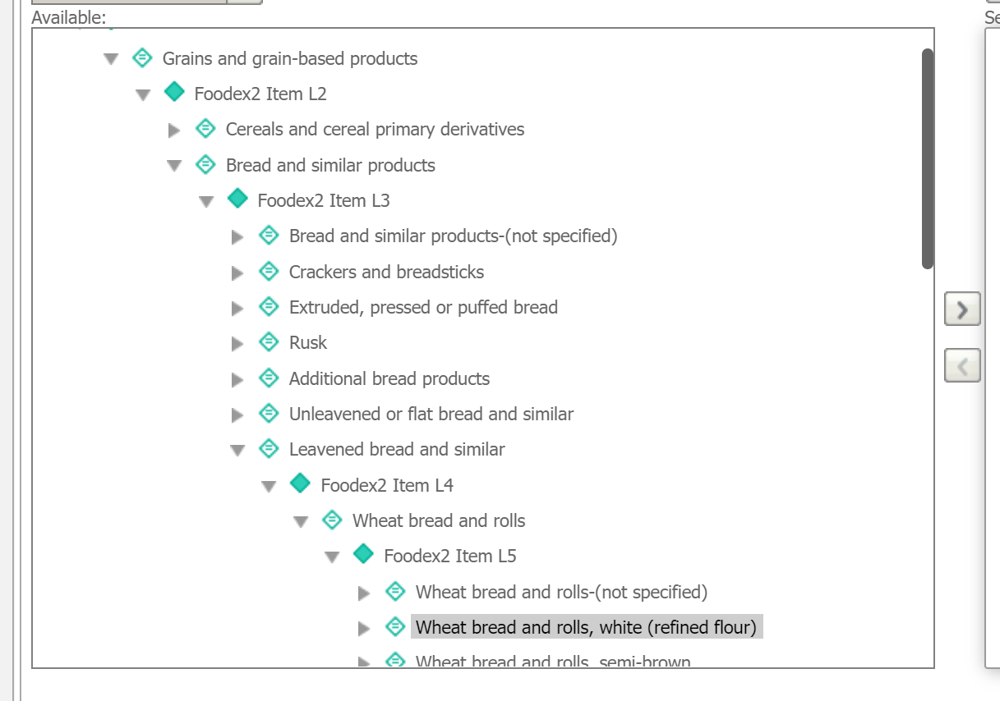 Available:
Se
Grains and grain-based products
Foodex2 Item L2
Cereals and cereal primary derivatives
Bread and similar products
Foodex2 Item L3
Bread and similar products-(not specified)
Crackers and breadsticks
Extruded, pressed or puffed bread
Rusk
Additional bread products
Unleavened or flat bread and similar
Leavened bread and similar
Foodex2 Item L4
Wheat bread and rolls
Foodex2 Item L5
Wheat bread and rolls-(not specified)
Wheat bread and rolls, white (refined flour)
Wheat bread and rolls, semi-brown